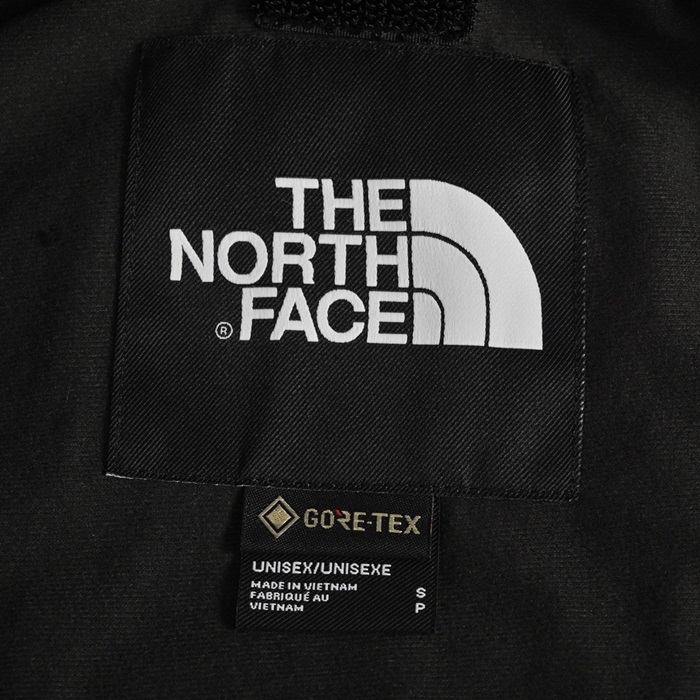 THE
NORTH
® FACE
GORE-TEX
UNISEX/UNISEXE
MADE IN VIETNAM S
FABRIQUÉ AU
VIETNAM P